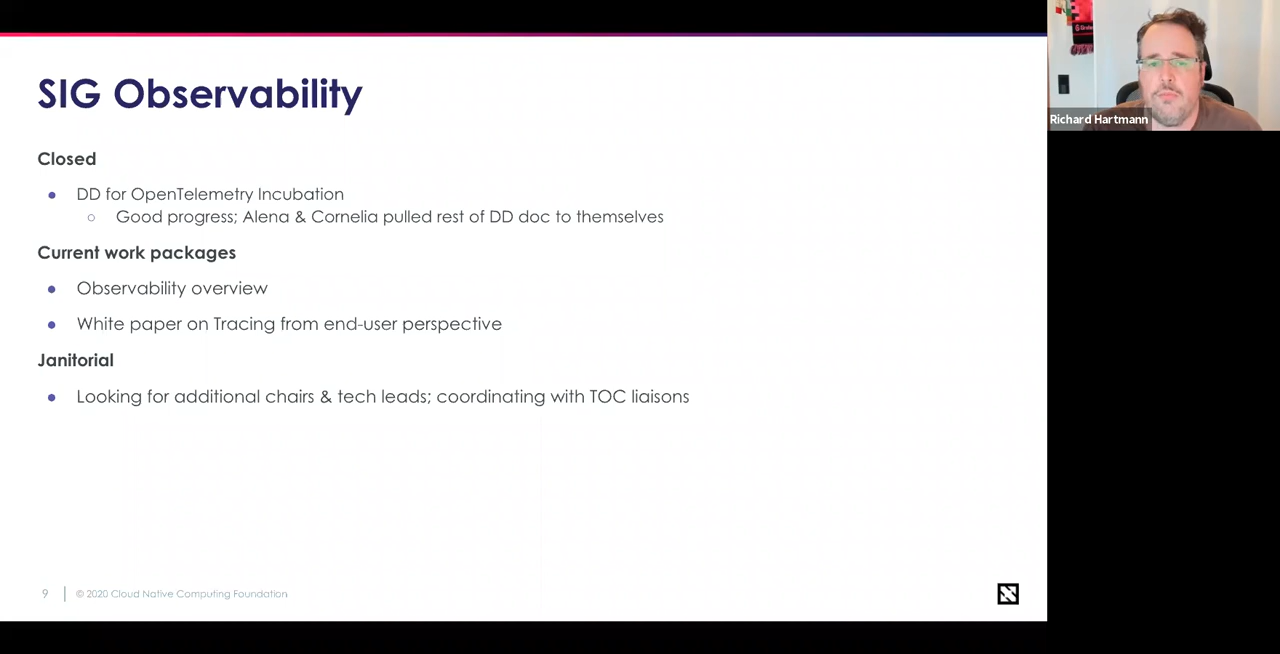 SIG Observability
Closed
● DD for OpenTelemetry Incubation
○ Good progress; Alena & Cornelia pulled rest of DD doc to themselves
Current work packages
● Observability overview
● White paper on Tracing from end-user perspective
Janitorial
● Looking for additional chairs & tech leads; coordinating with TOC liaisons
9 | © 2020 Cloud Native Computing Foundation
Richard Hartmann